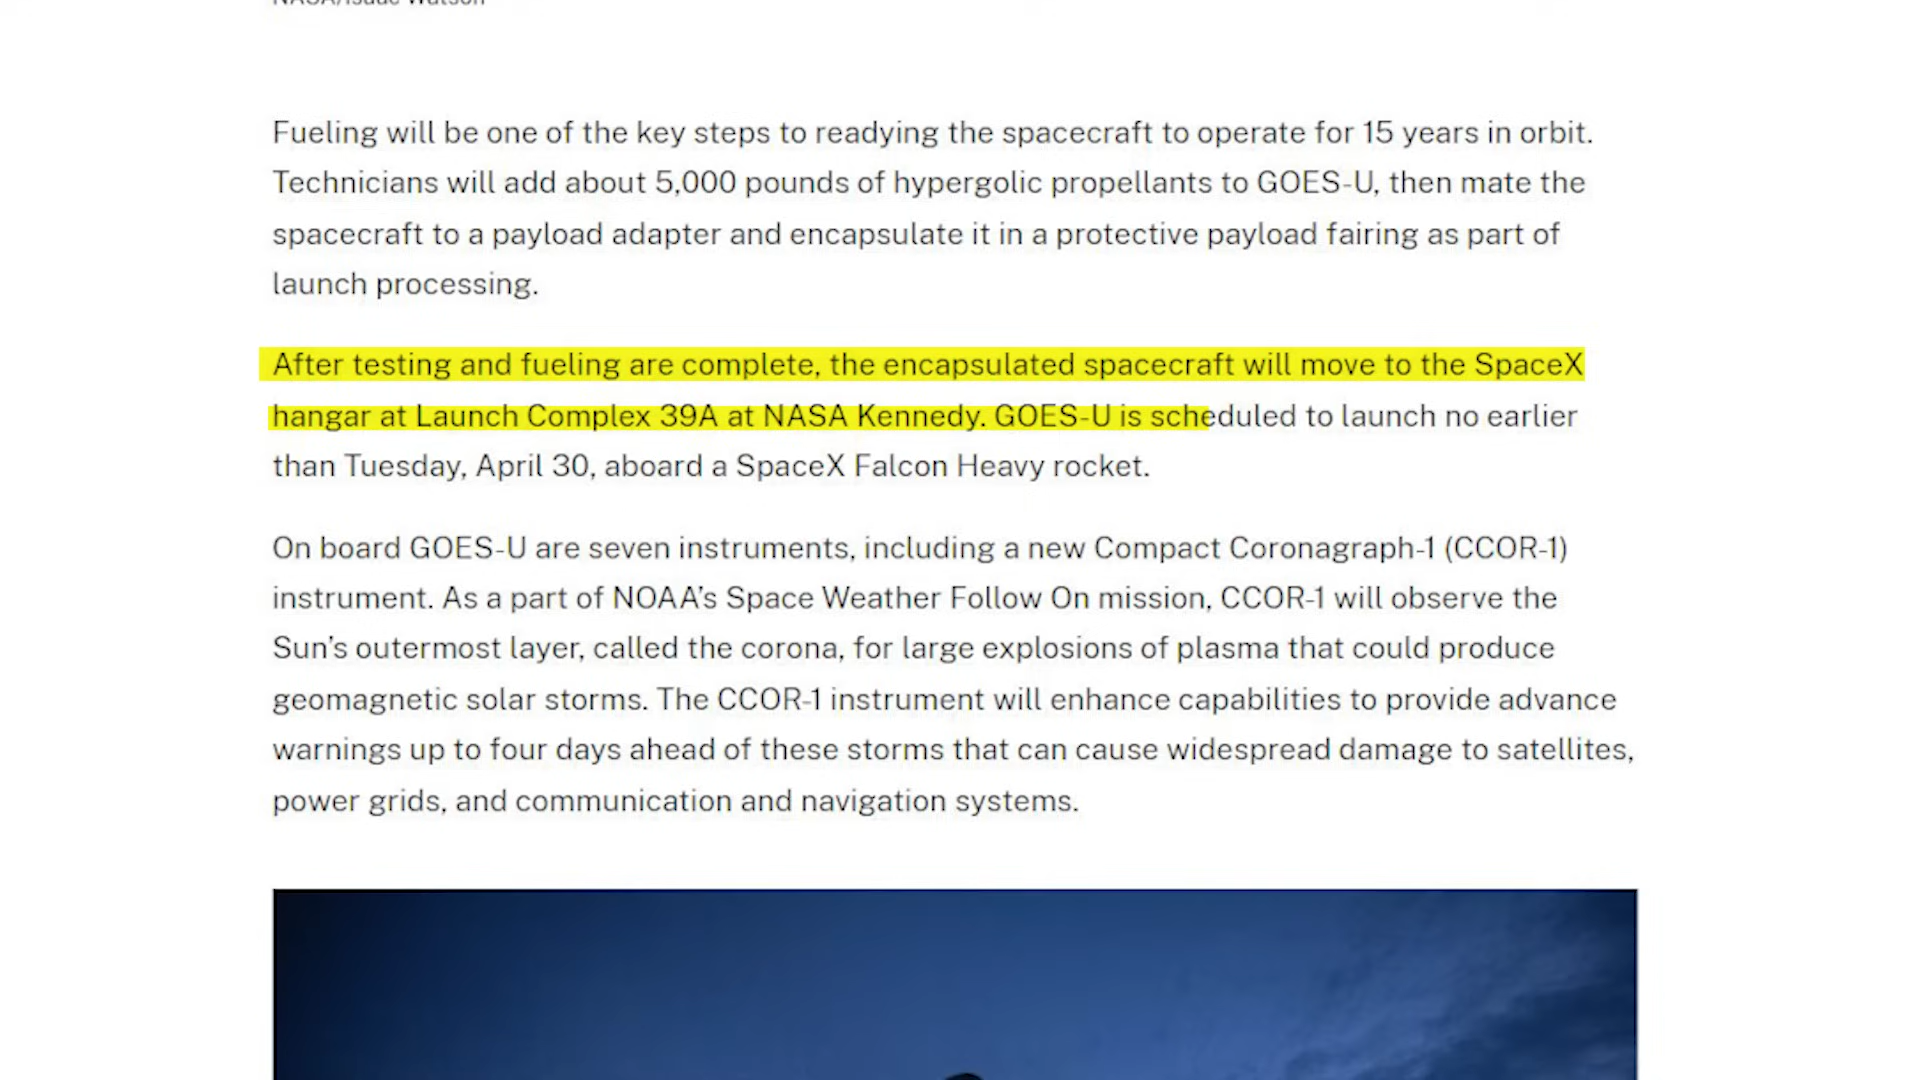 NASA/Isaac Watson
Fueling will be one of the key steps to readying the spacecraft to operate for 15 years in orbit.
Technicians will add about 5,000 pounds of hypergolic propellants to GOES-U, then mate the
spacecraft to a payload adapter and encapsulate it in a protective payload fairing as part of
launch processing.
After testing and fueling are complete, the encapsulated spacecraft will move to the SpaceX
hangar at Launch Complex 39A at NASA Kennedy. GOES-U is scheduled to launch no earlier
than Tuesday, April 30, aboard a SpaceX Falcon Heavy rocket.
On board GOES-U are seven instruments, including a new Compact Coronagraph-1 (CCOR-1)
instrument. As a part of NOAA’s Space Weather Follow On mission, CCOR-1 will observe the
Sun’s outermost layer, called the corona, for large explosions of plasma that could produce
geomagnetic solar storms. The CCOR-1 instrument will enhance capabilities to provide advance
warnings up to four days ahead of these storms that can cause widespread damage to satellites,
power grids, and communication and navigation systems.